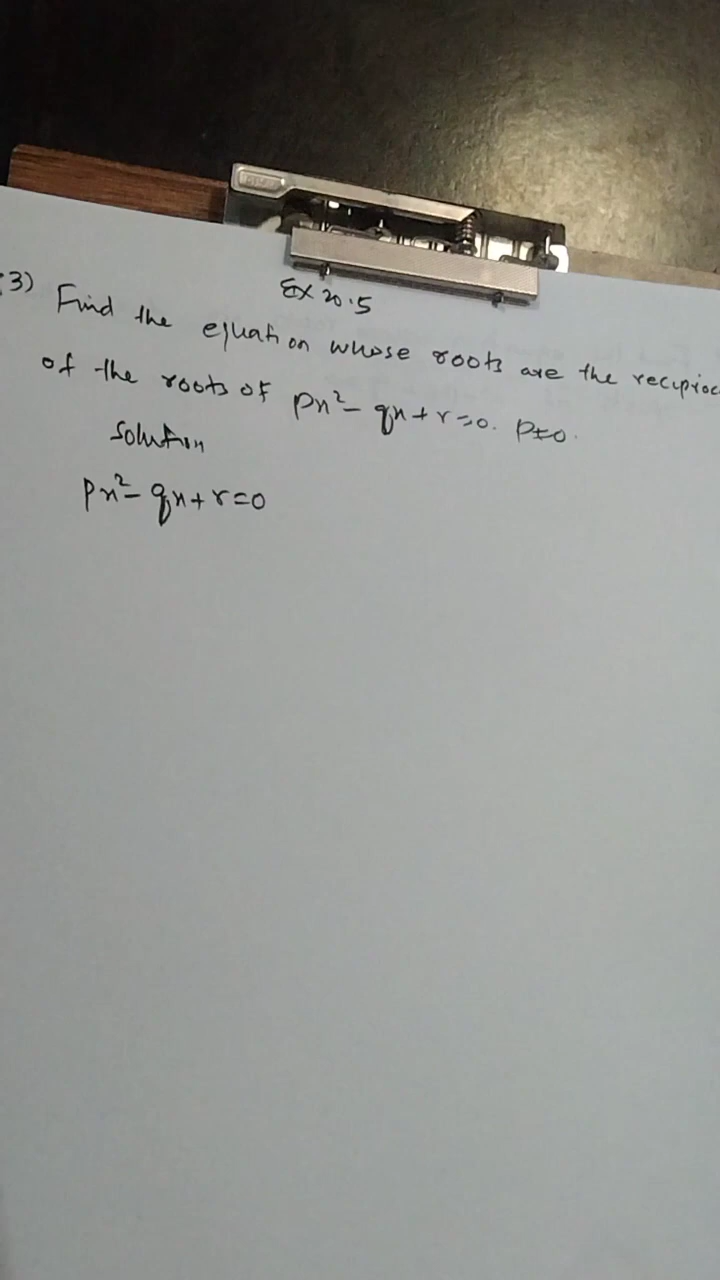 Ex 20.5
3) Find the equation whose roots are the reciproc
of the roots of px²- qx+r=0. P≠0.
Solution
px²- qx+r=0